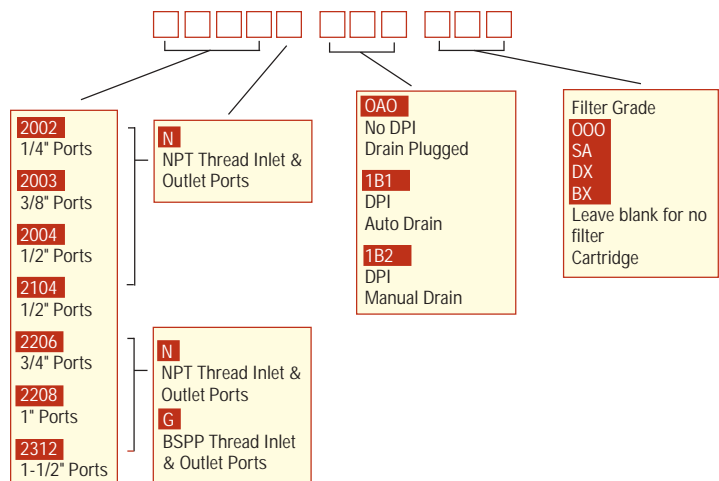 2002
1/4" Ports
2003
3/8" Ports
2004
1/2" Ports
2104
1/2" Ports
2206
3/4" Ports
2208
1" Ports
2312
1-1/2" Ports
N
NPT Thread Inlet &
Outlet Ports
N
NPT Thread Inlet &
Outlet Ports
G
BSPP Thread Inlet
& Outlet Ports
OAO
No DPI
Drain Plugged
1B1
DPI
Auto Drain
1B2
DPI
Manual Drain
Filter Grade
OOO
SA
DX
BX
Leave blank for no
filter
Cartridge